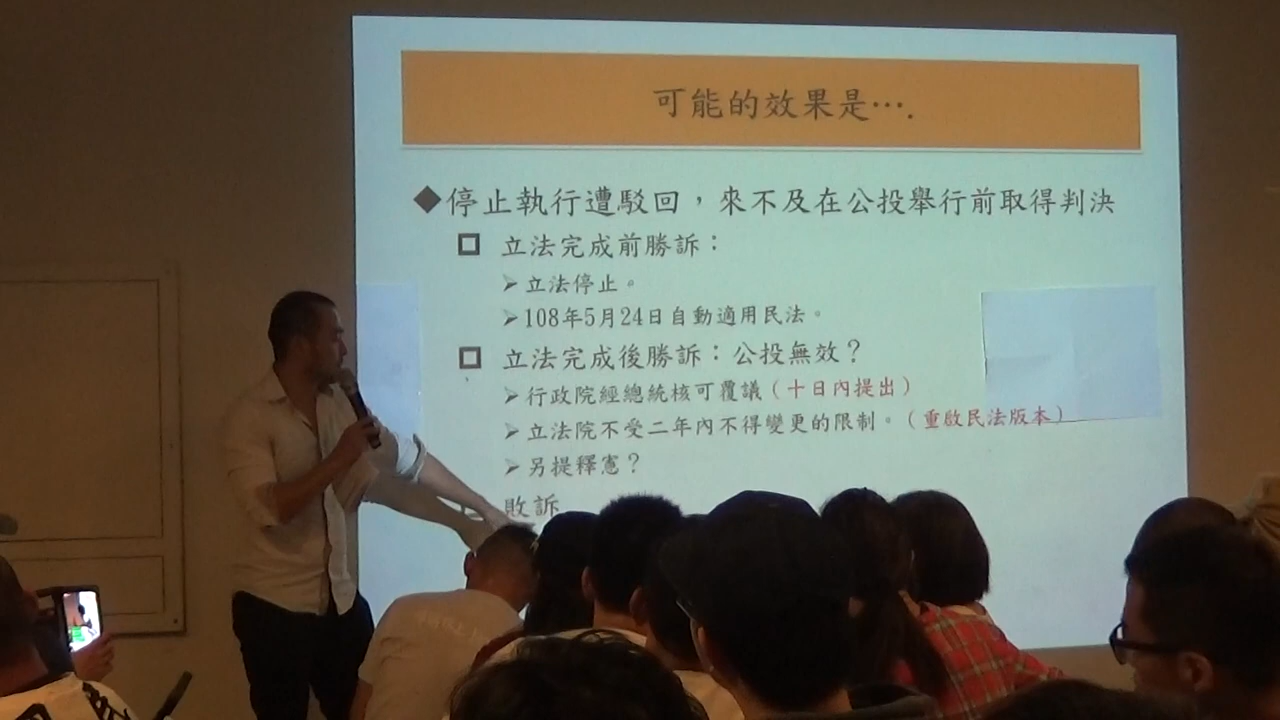 可能的效果是….
◆停止執行遭駁回，來不及在公投舉行前取得判決
立法完成前勝訴：
➢立法停止。
➢108年5月24日自動適用民法。
立法完成後勝訴：公投無效？
➢行政院經總統核可覆議（十日內提出）
➢立法院不受二年內不得變更的限制。（重啟民法版本）
➢另提釋憲？
敗訴